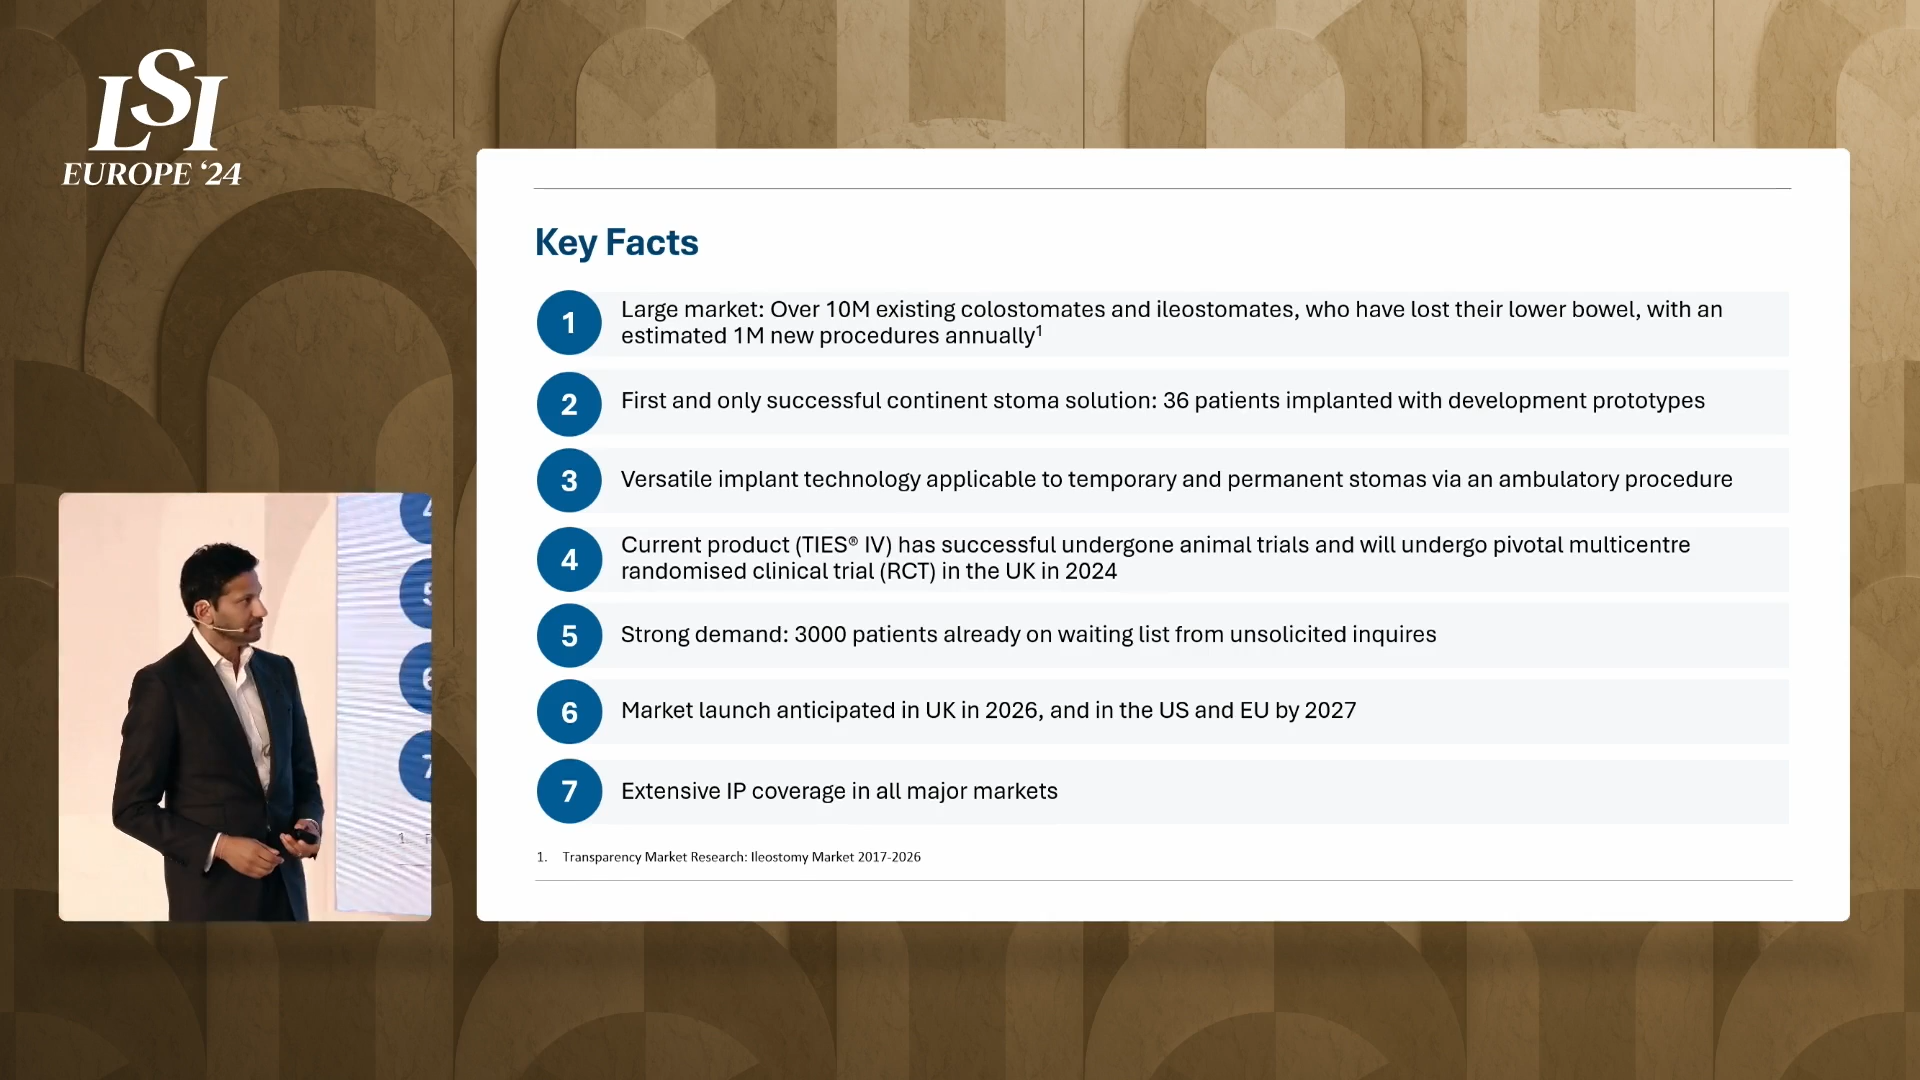 LSI
EUROPE ‘24
Key Facts
1
Large market: Over 10M existing colostomates and ileostomates, who have lost their lower bowel, with an
estimated 1M new procedures annually¹
2
First and only successful continent stoma solution: 36 patients implanted with development prototypes
3
Versatile implant technology applicable to temporary and permanent stomas via an ambulatory procedure
4
Current product (TIES® IV) has successful undergone animal trials and will undergo pivotal multicentre
randomised clinical trial (RCT) in the UK in 2024
5
Strong demand: 3000 patients already on waiting list from unsolicited inquires
6
Market launch anticipated in UK in 2026, and in the US and EU by 2027
7
Extensive IP coverage in all major markets
1. Transparency Market Research: Ileostomy Market 2017-2026
4
5
6
7
1.